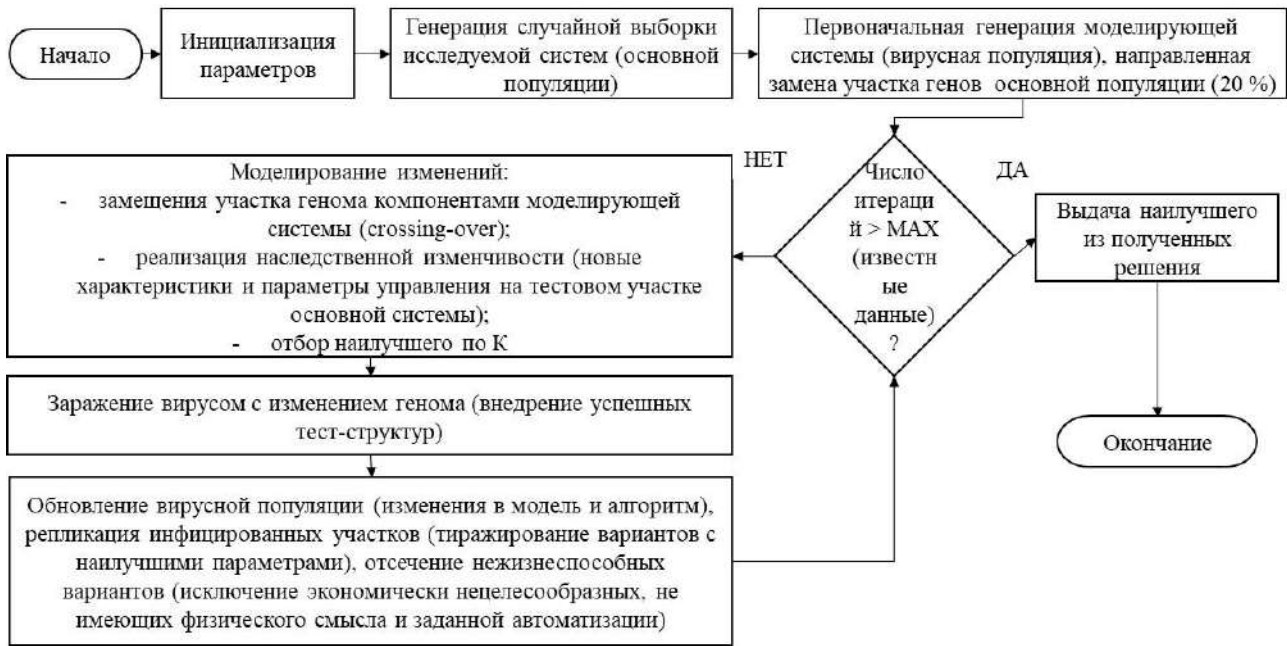 Начало
Инициализация
параметров
Генерация случайной выборки
исследуемой систем (основной
популяции)
Первоначальная генерация моделирующей
системы (вирусная популяция), направленная
замена участка генов основной популяции (20 %)
НЕТ
Число
итераци
й > MAX
(известн
ые
данные)
?
ДА
Моделирование изменений:
- замещения участка генома компонентами моделирующей
системы (crossing-over);
- реализация наследственной изменчивости (новые
характеристики и параметры управления на тестовом участке
основной системы);
- отбор наилучшего по К
Выдача наилучшего
из полученных
решения
Заражение вирусом с изменением генома (внедрение успешных
тест-структур)
Окончание
Обновление вирусной популяции (изменения в модель и алгоритм),
репликация инфицированных участков (тиражирование вариантов с
наилучшими параметрами), отсечение нежизнеспособных
вариантов (исключение экономически нецелесообразных, не
имеющих физического смысла и заданной автоматизации)